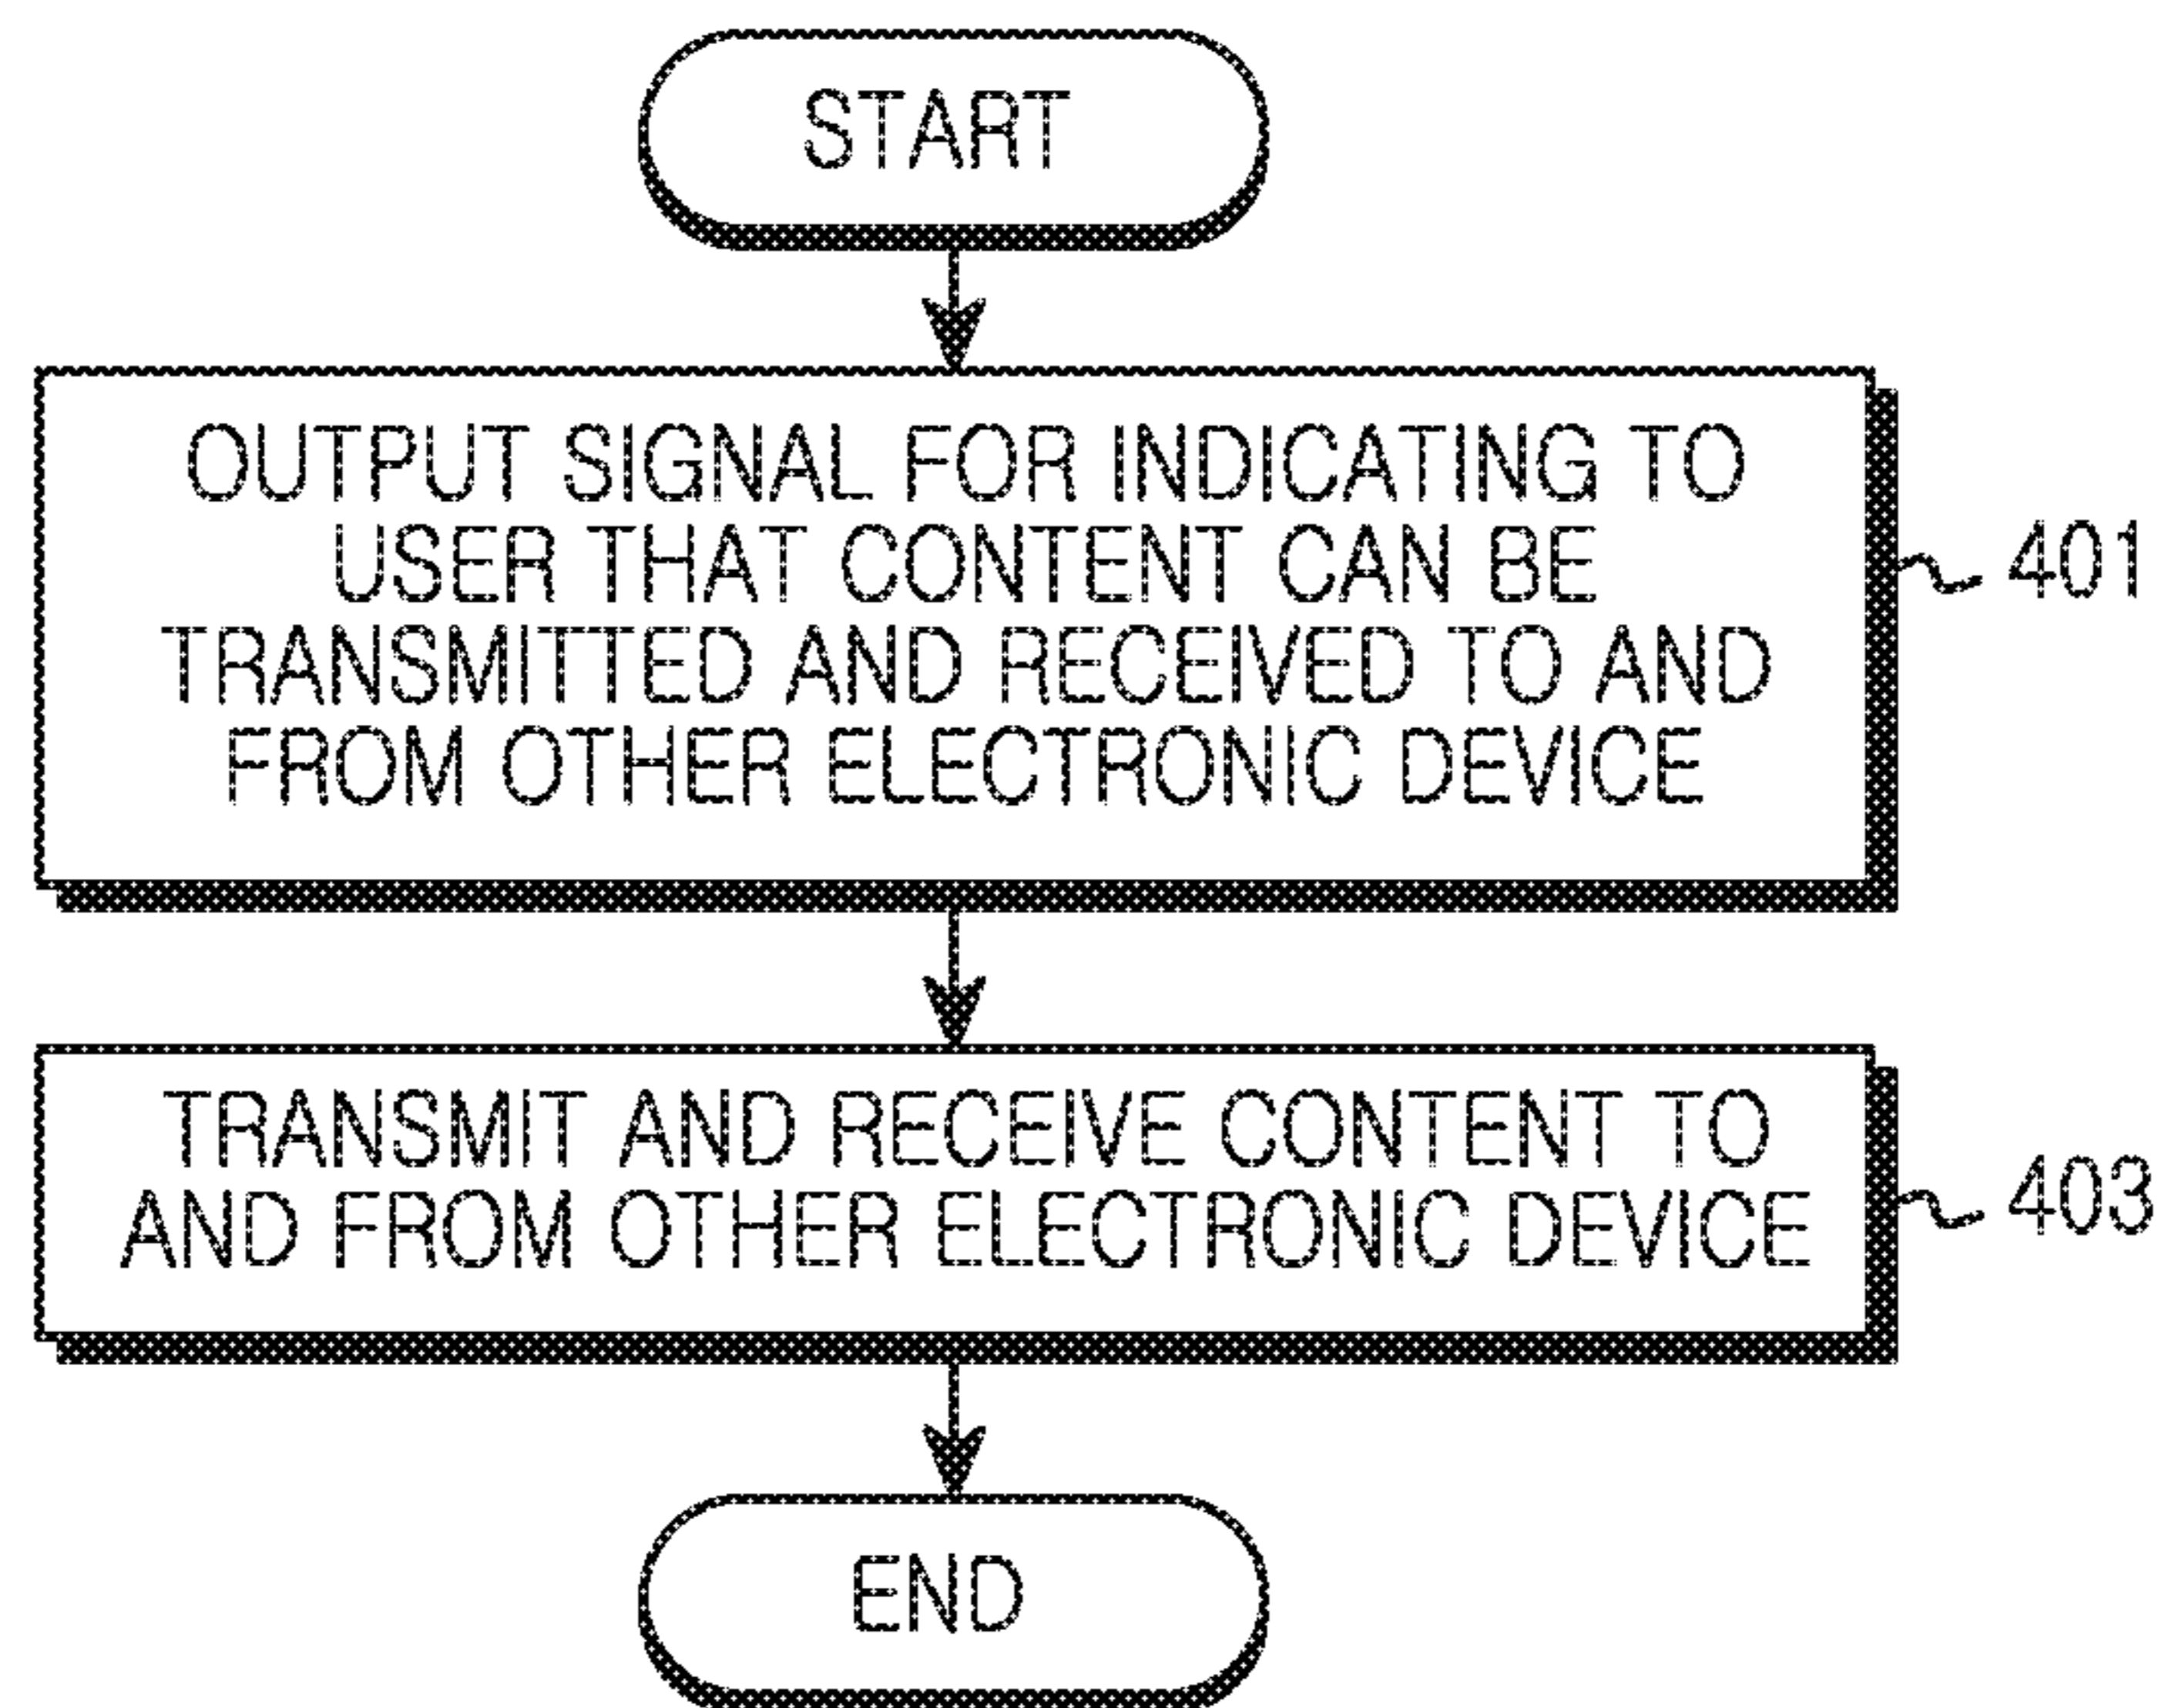 START
OUTPUT SIGNAL FOR INDICATING TO
USER THAT CONTENT CAN BE
TRANSMITTED AND RECEIVED TO AND
FROM OTHER ELECTRONIC DEVICE
401
TRANSMIT AND RECEIVE CONTENT TO
AND FROM OTHER ELECTRONIC DEVICE
403
END